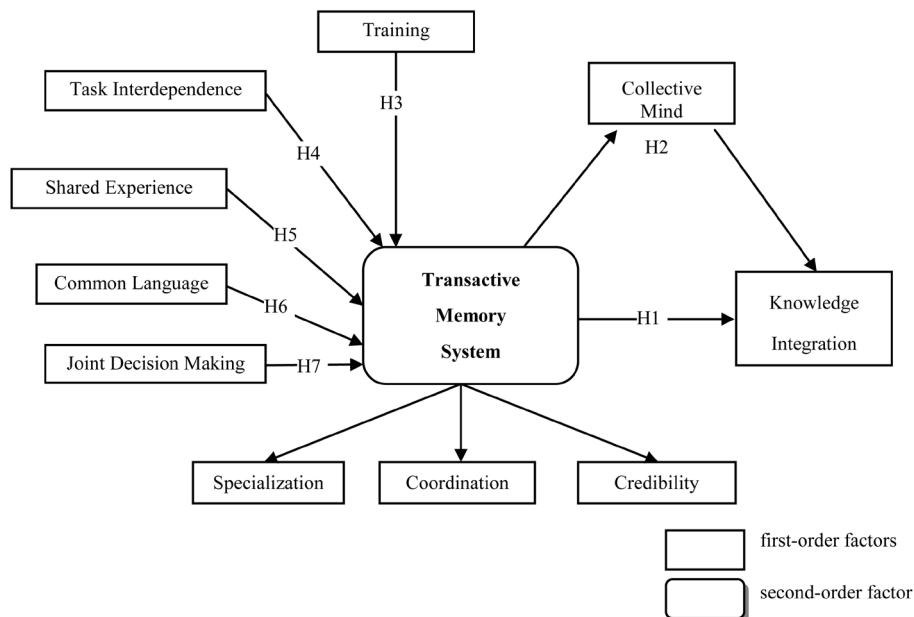 Training
Task Interdependence
H3
Collective
Mind
H4
H2
Shared Experience
H5
Common Language
H6
Transactive
Memory
System
H1
Knowledge
Integration
Joint Decision Making
H7
Specialization
Coordination
Credibility
first-order factors
second-order factor